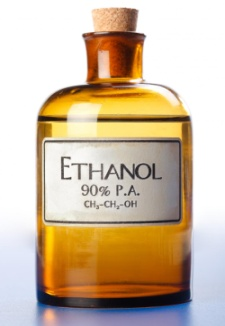 ETHANOL
90% P.A.
CH₃-CH₂-OH